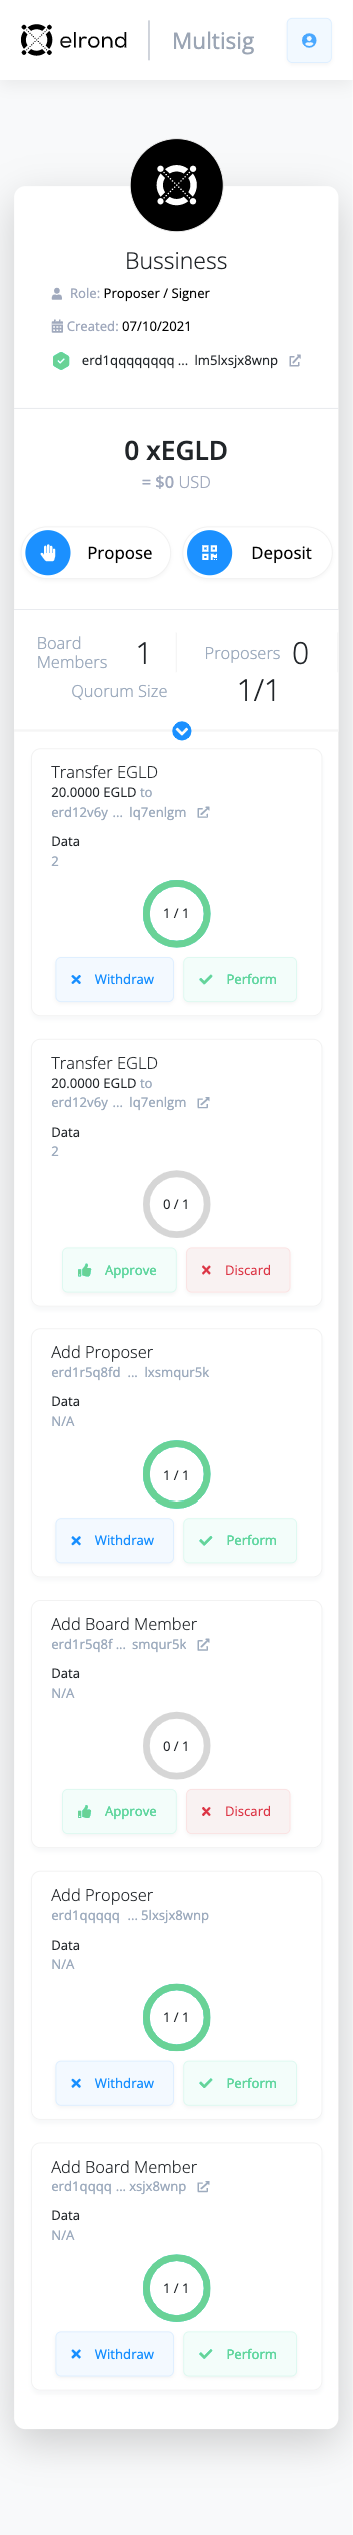 elrond Multisig
Bussiness
Role: Proposer / Signer
Created: 07/10/2021
erd1qqqqqqqq ... lm5lxsjx8wnp
0 xEGLD
= $0 USD
Propose Deposit
Board Members 1 Proposers 0
Quorum Size 1/1
Transfer EGLD
20.0000 EGLD to
erd12v6y ... lq7enlgm
Data
2
1 / 1
Withdraw Perform
Transfer EGLD
20.0000 EGLD to
erd12v6y ... lq7enlgm
Data
2
0 / 1
Approve Discard
Add Proposer
erd1r5q8fd ... lxsmqur5k
Data
N/A
1 / 1
Withdraw Perform
Add Board Member
erd1r5q8f ... smqur5k
Data
N/A
0 / 1
Approve Discard
Add Proposer
erd1qqqqq ... 5lxsjx8wnp
Data
N/A
1 / 1
Withdraw Perform
Add Board Member
erd1qqqq ... xsjx8wnp
Data
N/A
1 / 1
Withdraw Perform